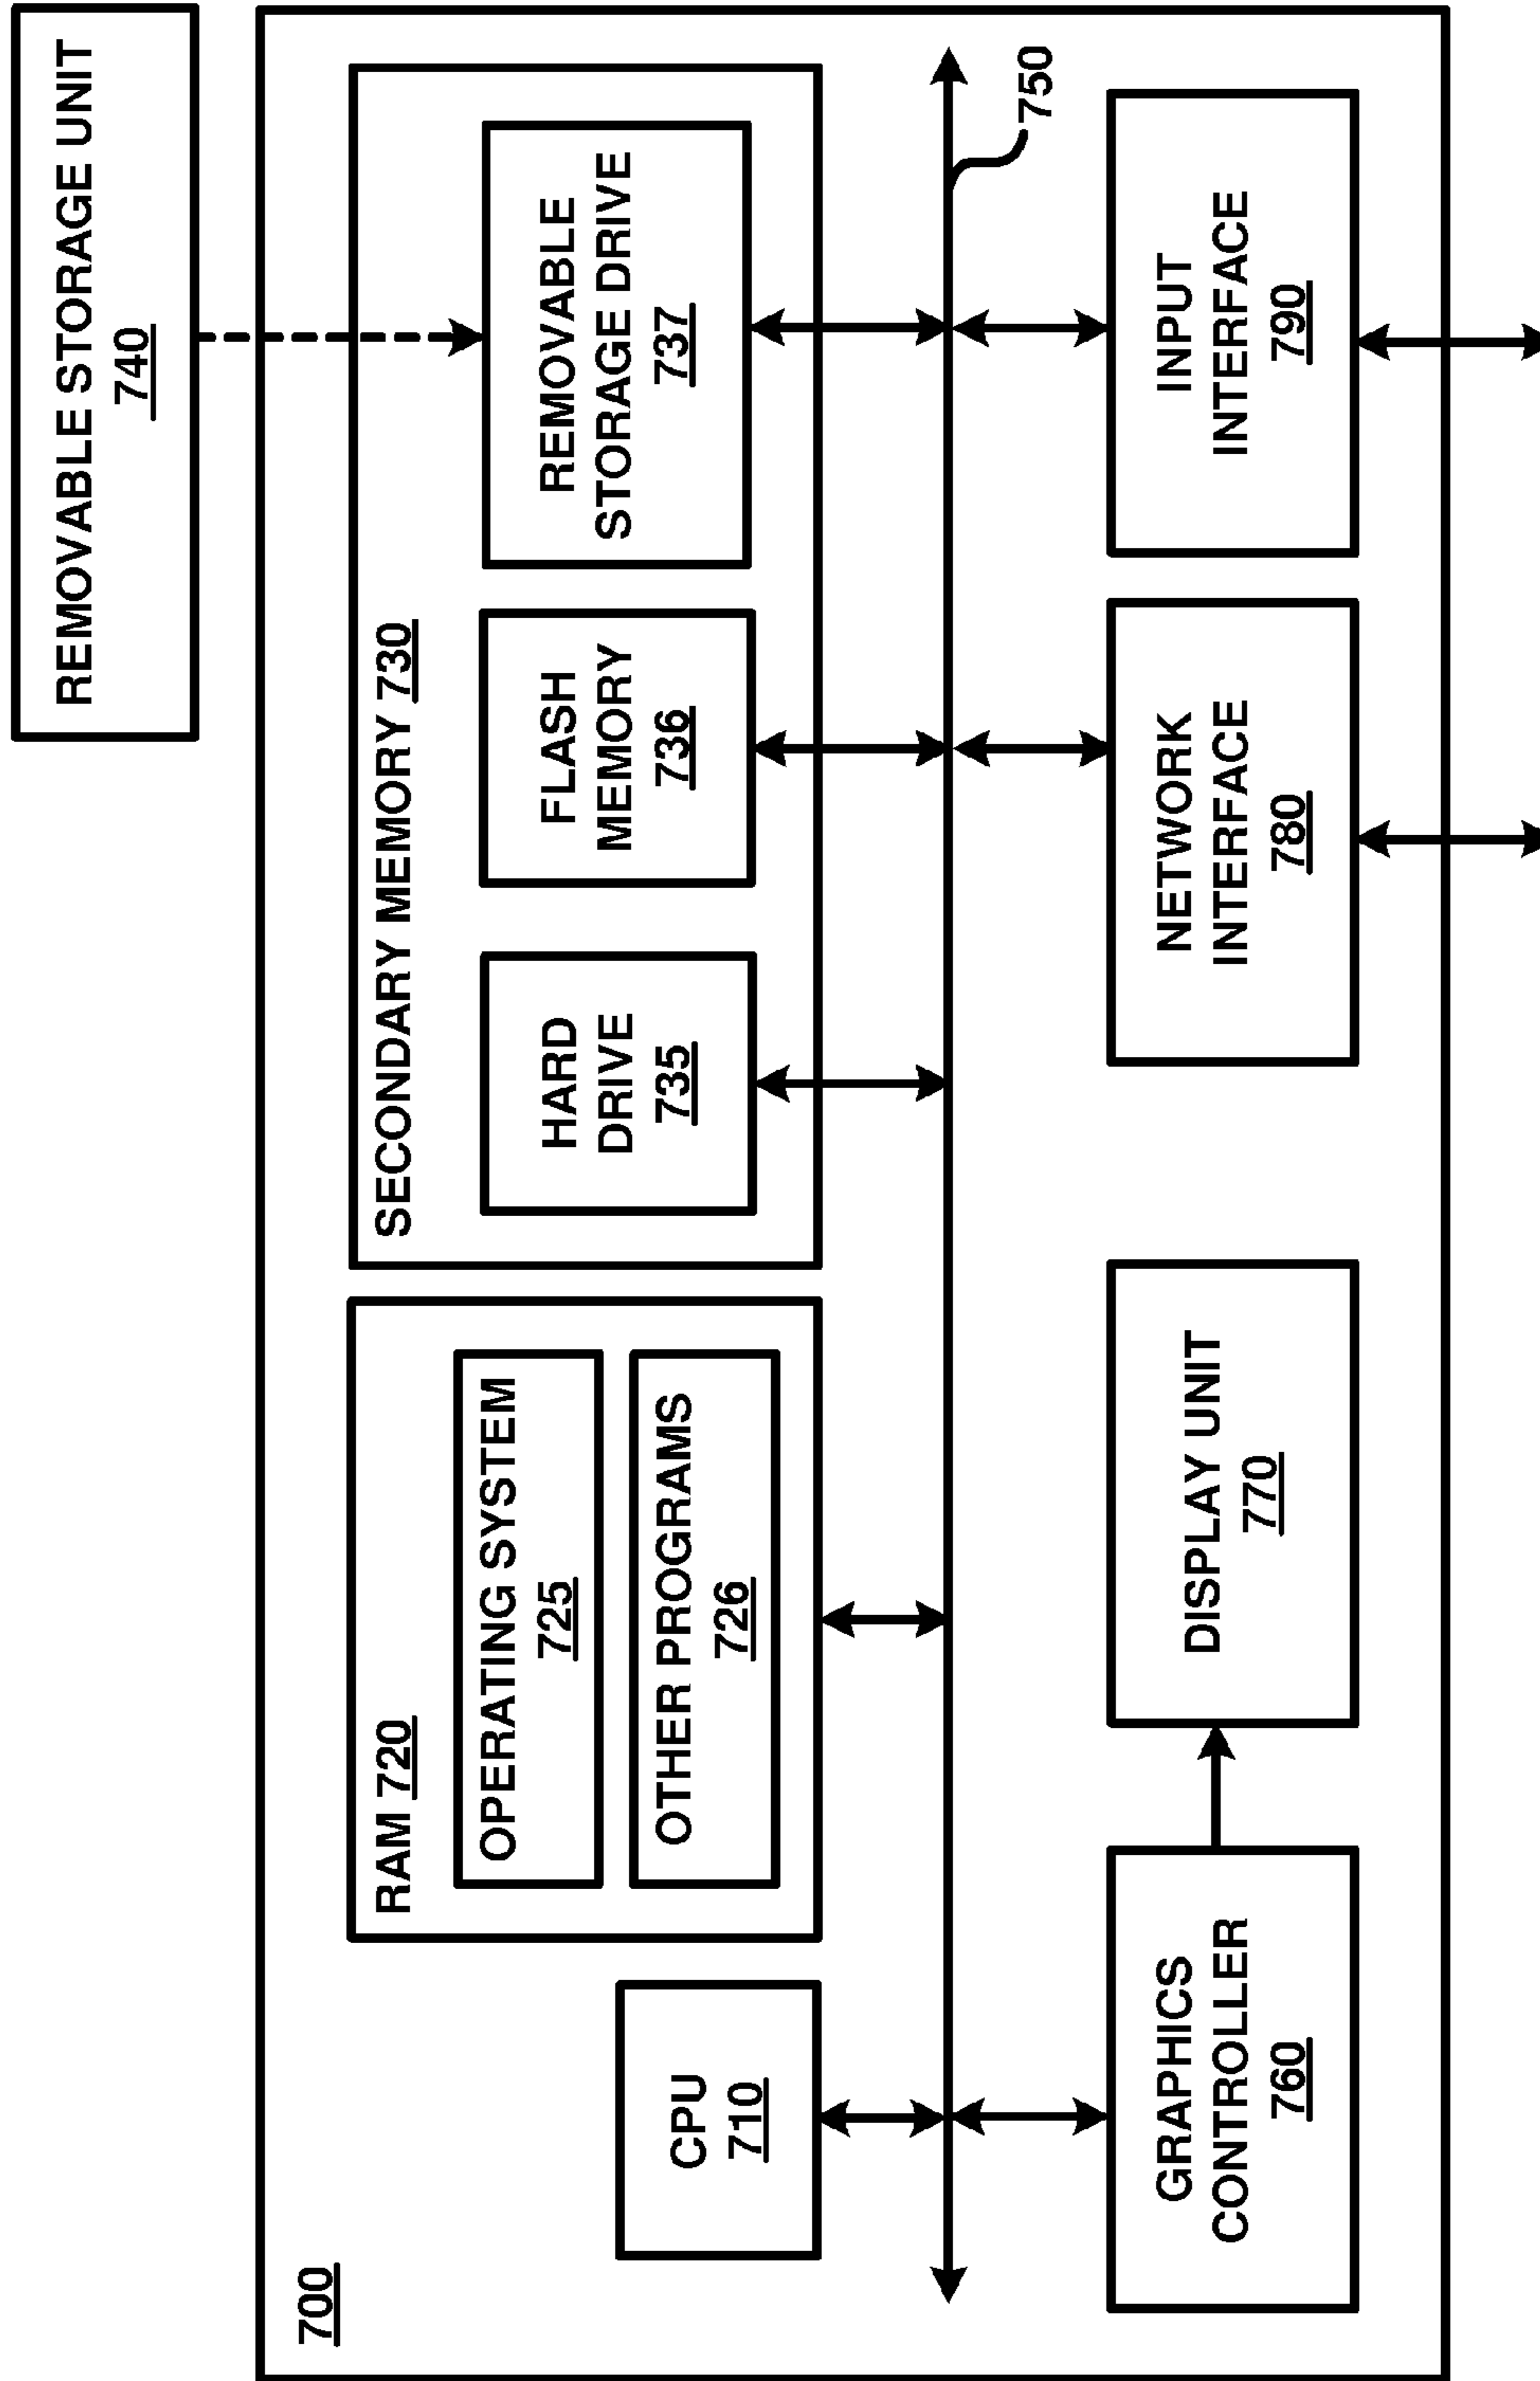 REMOVABLE STORAGE UNIT
740
700
RAM 720
OPERATING SYSTEM
725
OTHER PROGRAMS
726
CPU
710
SECONDARY MEMORY 730
HARD
DRIVE
735
FLASH
MEMORY
736
REMOVABLE
STORAGE DRIVE
737
750
GRAPHICS
CONTROLLER
760
DISPLAY UNIT
770
NETWORK
INTERFACE
780
INPUT
INTERFACE
790